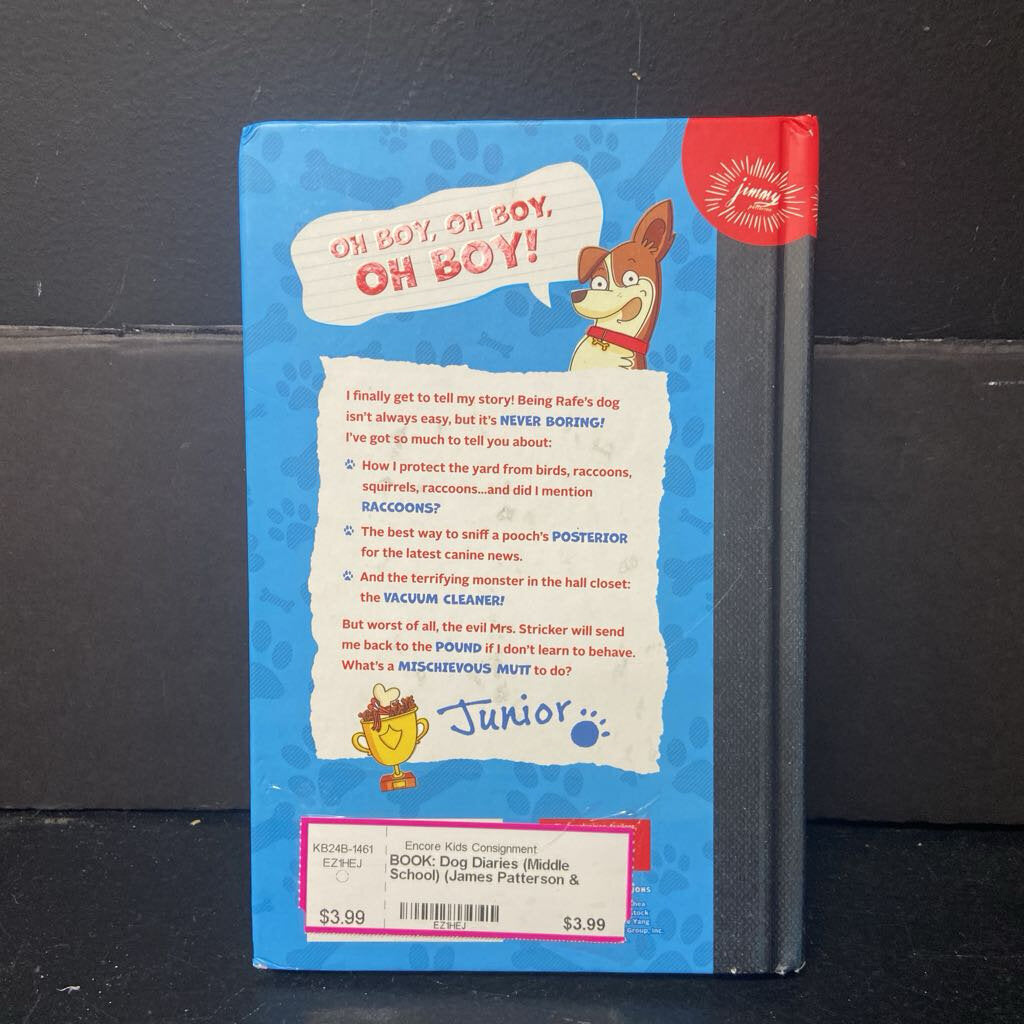 jimmy
patterson
OH BOY, OH BOY,
OH BOY!
I finally get to tell my story! Being Rafe's dog
isn't always easy, but it's NEVER BORING!
I've got so much to tell you about:
How I protect the yard from birds, raccoons,
squirrels, raccoons...and did I mention
RACCOONS?
The best way to sniff a pooch's POSTERIOR
for the latest canine news.
And the terrifying monster in the hall closet:
the VACUUM CLEANER!
But worst of all, the evil Mrs. Stricker will send
me back to the POUND if I don't learn to behave.
What's a MISCHIEVOUS MUTT to do?
Junior
KB24B-1461
EZ1HEJ
$3.99
Encore Kids Consignment
BOOK: Dog Diaries (Middle
School) (James Patterson &
EZ1HEJ
$3.99
Yang
Group, Inc.